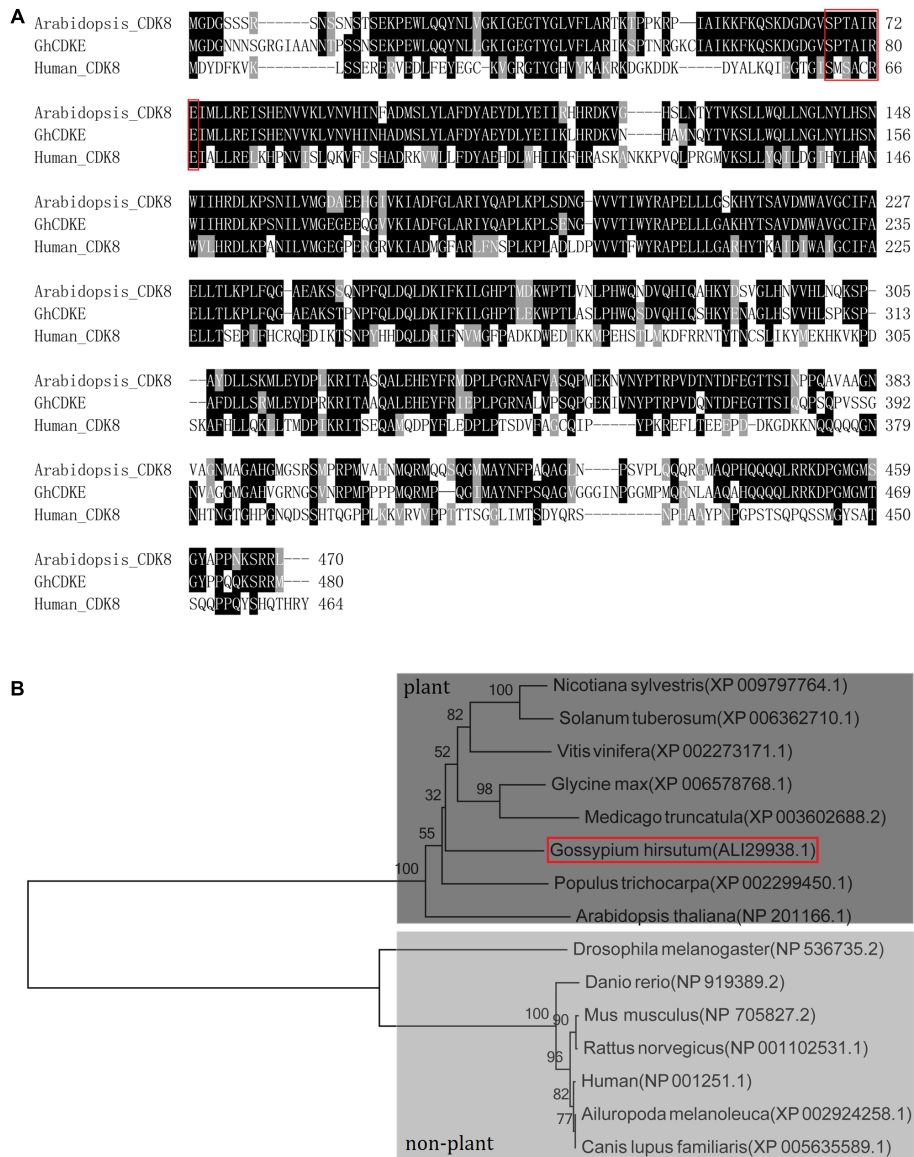 A
Arabidopsis_CDK8 MGDGSSSR-------SNSSNSTSEKPEWLQQYNLVGKIGEGTYGLVFLARTKTPPKRP--IAIKKFKQSKDGDGVSPTAIR 72
GhCDKE MGDGNNNSGRGIAANNTPSSNSEKPEWLQQYNLLGKIGEGTYGLVFLARIKSPTNRGKCIAIKKFKQSKDGDGVSPTAIR 80
Human_CDK8 MDYDFKVK---------LSSERERVEDLFEYEGC-KVGRGTYGHVYKAKRKDGKDDK--DYALKQIEGTGISMSACR 66
Arabidopsis_CDK8 EIMLLREISHENVVKLVNVHINFADMSLYLAFDYAEYDLYEIIRHHRDKVG----HSLNTYTVKSLLWQLLNGLNYLHSN 148
GhCDKE EIMLLREISHENVVKLVNVHINHADMSLYLAFDYAEYDLYEIIKLHRDKVN----HAVNQYTVKSLLWQLLNGLNYLHSN 156
Human_CDK8 EIALLRELKHPNVISLQKVFLSHADRKVWLLFDYAEHDLWHIIKFHRASKANKKPVQLPRGMVKSLLYQILDGIHYLHAN 146
Arabidopsis_CDK8 WIIHRDLKPSNILVMGDAEEHGIVKIADFGLARIYQAPLKPLSDNG-VVVTIWYRAPELLLGSKHYTSAVDMWAVGCIFA 227
GhCDKE WIIHRDLKPSNILVMGEGEEQGVVKIADFGLARIYQAPLKPLSENG-VVVTIWYRAPELLLGAKHYTSAVDMWAVGCIFA 235
Human_CDK8 WVLHRDLKPANILVMGEGPERGRVKIADMGFARLFNSPLKPLADLDPVVVTFWYRAPELLLGARHYTKAIDIWAIGCIFA 225
Arabidopsis_CDK8 ELLTLKPLFQG-AEAKSSQNPFQLDQLDKIFKILGHPTMDKWPTLVNLPHWQNDVQHIQAHKYDSVGLHNVVHLNQKSP- 305
GhCDKE ELLTLKPLFQG-AEAKSTPNPFQLDQLDKIFKILGHPTLEKWPTLASLPHWQSDVQHIQSHKYENAGLHSVVHLSPKSP- 313
Human_CDK8 ELLTSEPIFHCRQEDIKTSNPYHHDQLDRIFNVMGFPADKDWEDIKKMPEHSTLMKDFRRNTYTNCSLIKYMEKHKVKPD 305
Arabidopsis_CDK8 --AYDLLSKMLEYDPLKRITASQALEHEYFRMDPLPGRNAFVASQPMEKNVNYPTRPVDTNTDFEGTTSINPPQAVAAGN 383
GhCDKE --AFDLLSRMLEYDPRKRITAAQALEHEYFRIEPLPGRNALVPSQPGEKIVNYPTRPVDQNTDFEGTTSIQQPSQPVSSG 392
Human_CDK8 SKAFHLLQKLLTMDPIKRITSEQAMQDPYFLEDPLPTSDVFAGCQIP----YPKREFLTEEEPD-DKGDKKNQQQQQGN 379
Arabidopsis_CDK8 VAGNMAGAHGMGSRSMPRPMVAHNMQRMQQSQGMMAYNFPAQAGLN-----PSVPLQQQRGMAQPHQQQQLRRKDPGMGMS 459
GhCDKE NVAGGMGAHVGRNGSVNRPMPPPPMQRMP--QGIMAYNFPSQAGVGGGINPGGMPMQRNLAAQAHQQQQLRRKDPGMGMT 469
Human_CDK8 NHTNGTGHPGNQDSSHTQGPPLKKVRVVPPTTTSGGLIMTSDYQRS---------NPHAAYPNPGPSTSQPQSSMGYSAT 450
Arabidopsis_CDK8 GYAPPNKSRRL--- 470
GhCDKE GYPPQQKSRRM--- 480
Human_CDK8 SQQPPQYSHQTHRY 464
B
plant
100 Nicotiana sylvestris(XP 009797764.1)
82 Solanum tuberosum(XP 006362710.1)
52 Vitis vinifera(XP 002273171.1)
98 Glycine max(XP 006578768.1)
32 Medicago truncatula(XP 003602688.2)
55 Gossypium hirsutum(ALI29938.1)
100 Populus trichocarpa(XP 002299450.1)
Arabidopsis thaliana(NP 201166.1)
Drosophila melanogaster(NP 536735.2)
Danio rerio(NP 919389.2)
100 90 Mus musculus(NP 705827.2)
96 Rattus norvegicus(NP 001102531.1)
82 Human(NP 001251.1)
77 Ailuropoda melanoleuca(XP 002924258.1)
non-plant Canis lupus familiaris(XP 005635589.1)